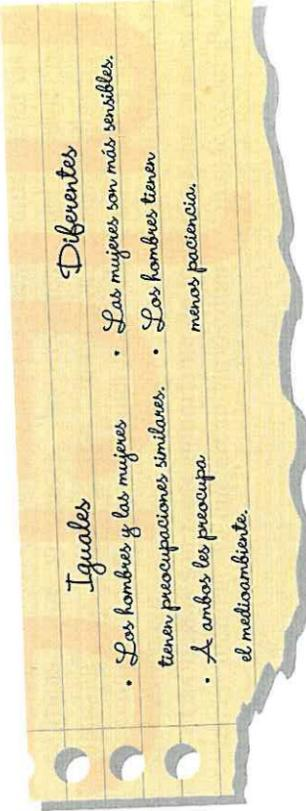 Iguales
• Los hombres y las mujeres
tienen preocupaciones similares.
• A ambos les preocupa
el medioambiente.
Diferentes
• Las mujeres son más sensibles.
• Los hombres tienen
menos paciencia.